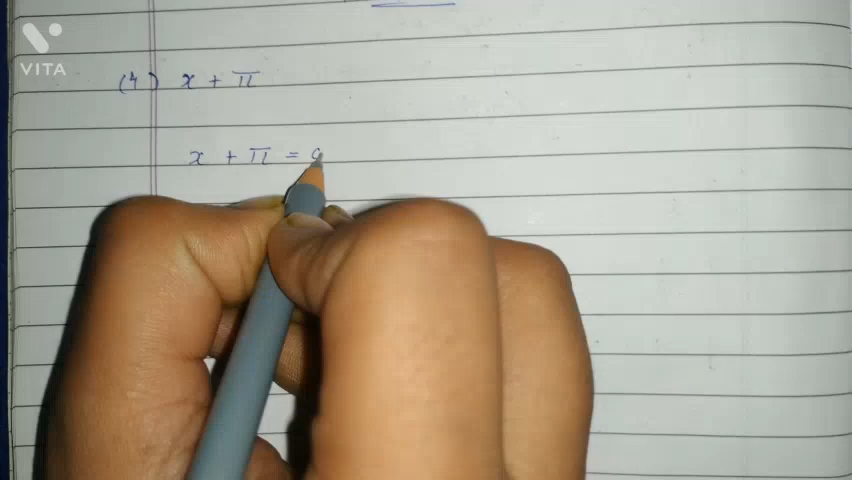 VITA
(4) x + π
x + π =